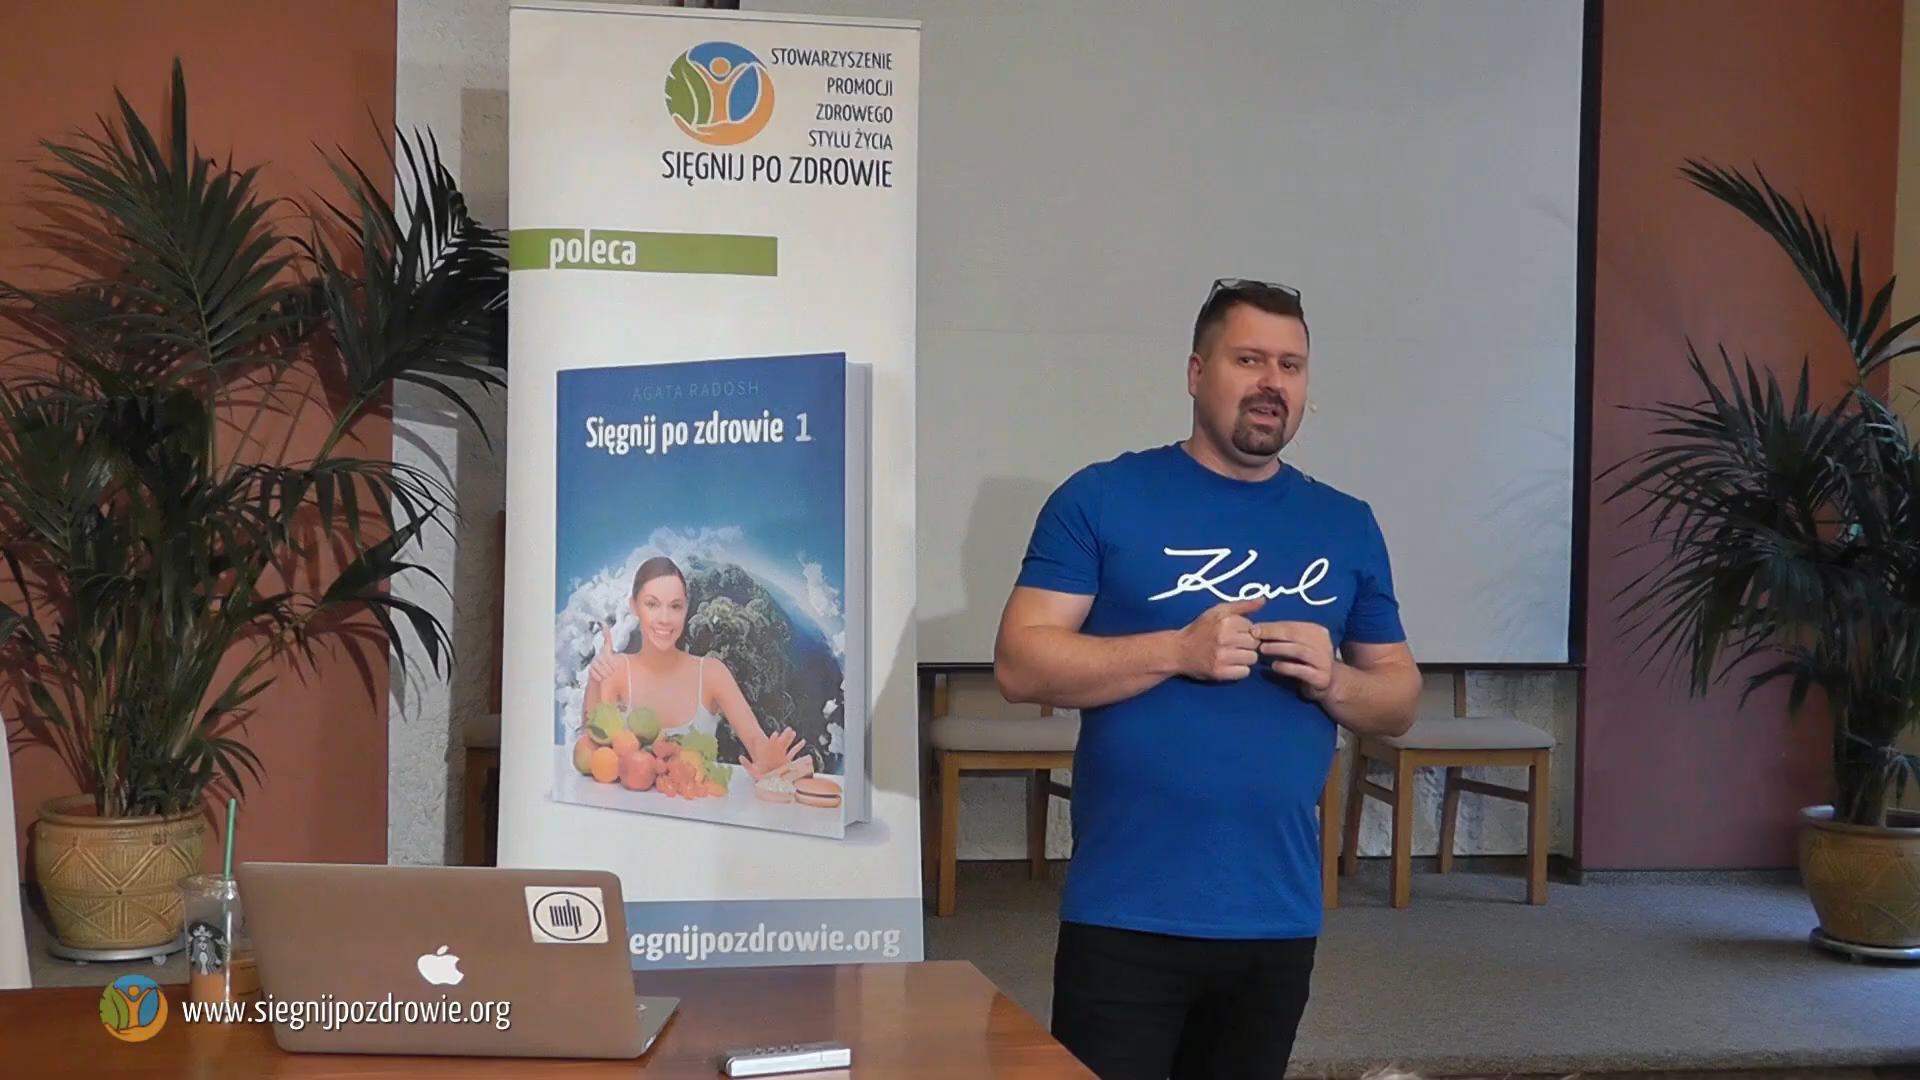 STOWARZYSZENIE
PROMOCJI
ZDROWEGO
STYLU ŻYCIA
SIĘGNIJ PO ZDROWIE
poleca
AGATA RADOSH
Sięgnij po zdrowie 1
Karl
mdp
egnijpozdrowie.org
www.siegnijpozdrowie.org